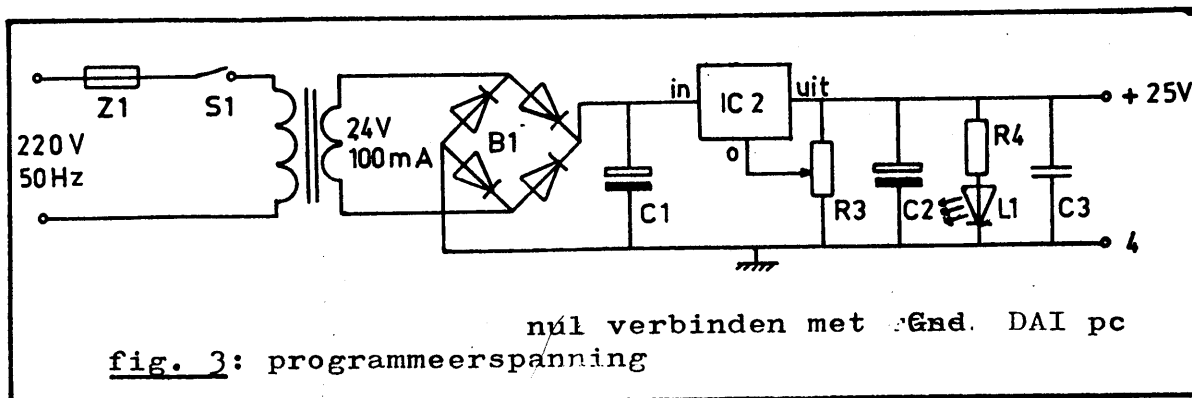 Z1
S1
220V
50Hz
24V
100mA
B1
C1
in
IC 2
uit
o
R3
C2
R4
L1
C3
+ 25V
4
nul verbinden met Gnd. DAI pc
fig. 3: programmeerspanning